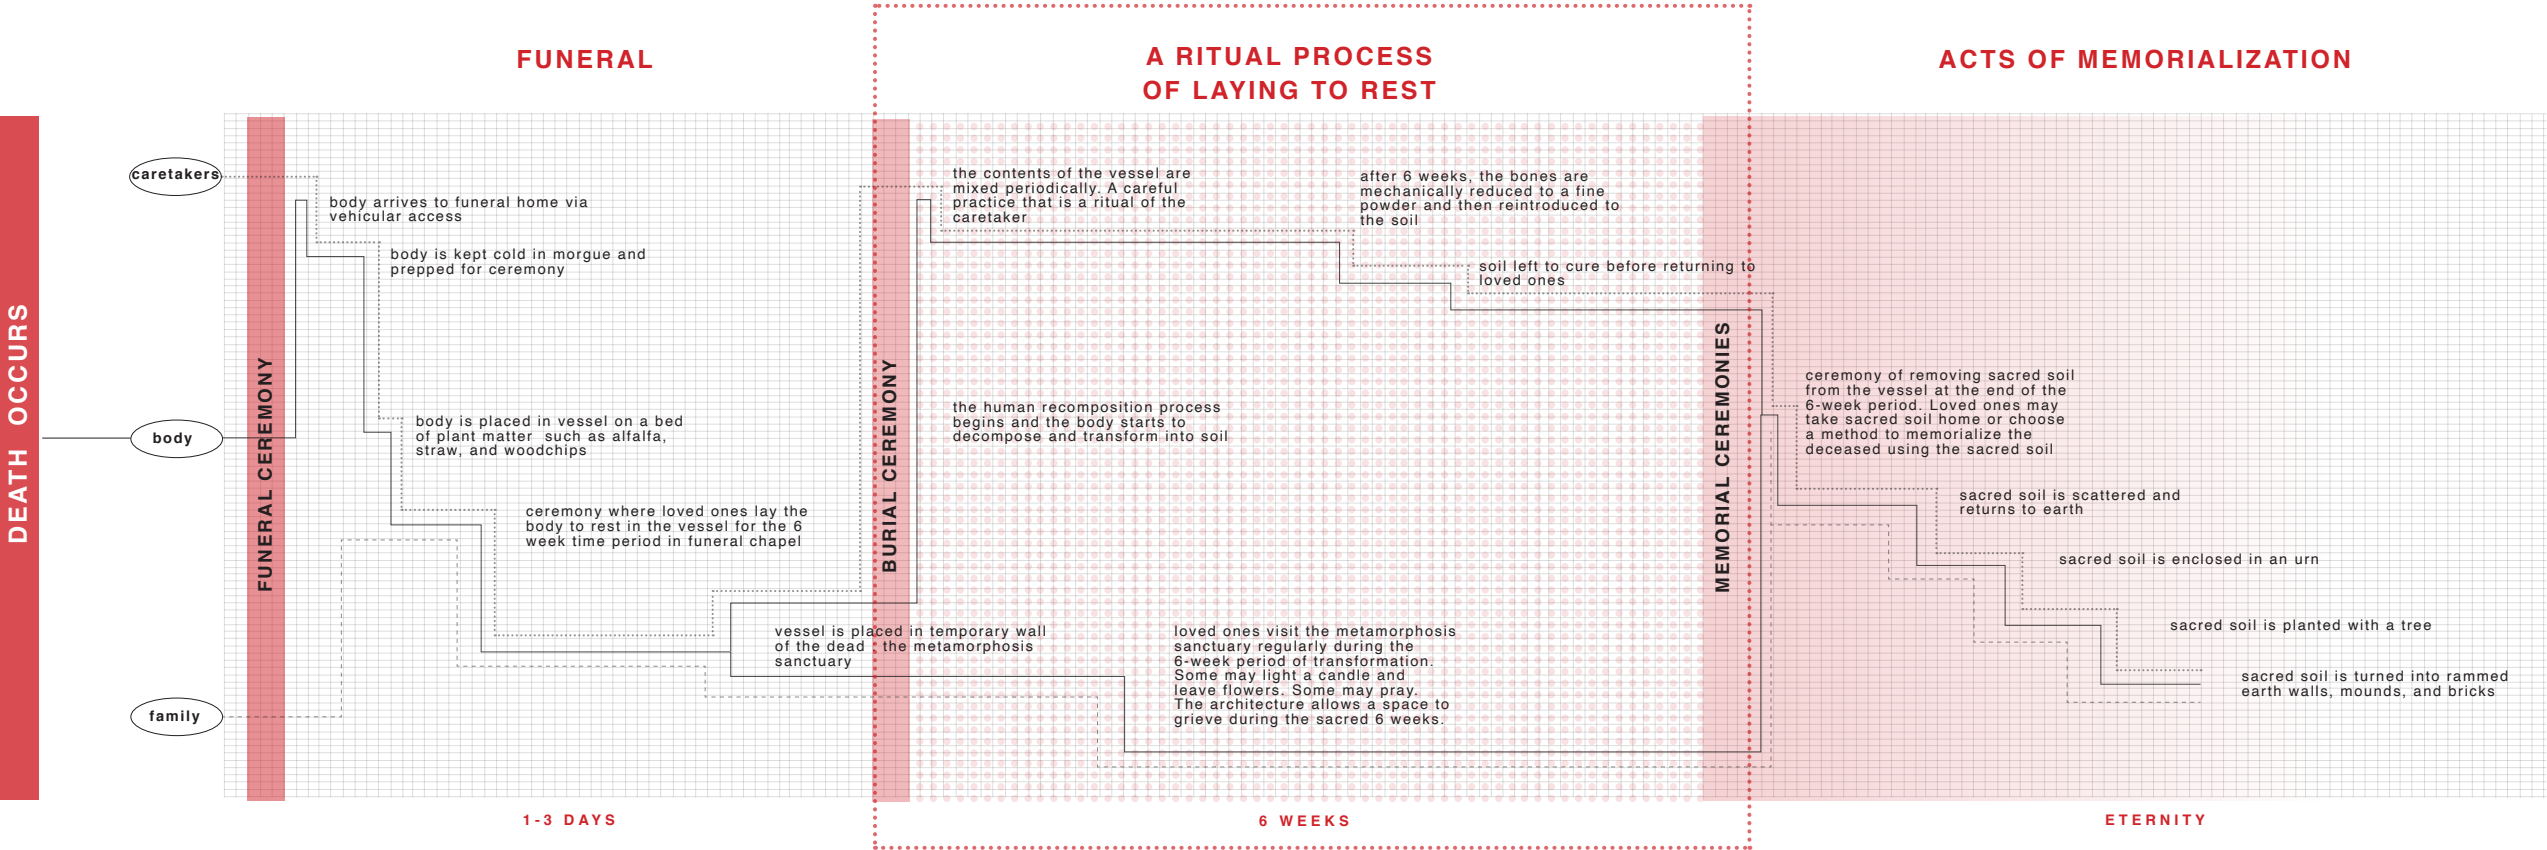 FUNERAL
A RITUAL PROCESS
OF LAYING TO REST
ACTS OF MEMORIALIZATION
DEATH OCCURS
caretakers
body
family
FUNERAL CEREMONY
body arrives to funeral home via
vehicular access
body is kept cold in morgue and
prepped for ceremony
body is placed in vessel on a bed
of plant matter such as alfalfa,
straw, and woodchips
ceremony where loved ones lay the
body to rest in the vessel for the 6
week time period in funeral chapel
vessel is placed in temporary wall
of the dead the metamorphosis
sanctuary
BURIAL CEREMONY
the contents of the vessel are
mixed periodically. A careful
practice that is a ritual of the
caretaker
after 6 weeks, the bones are
mechanically reduced to a fine
powder and then reintroduced to
the soil
soil left to cure before returning to
loved ones
the human recomposition process
begins and the body starts to
decompose and transform into soil
loved ones visit the metamorphosis
sanctuary regularly during the
6-week period of transformation.
Some may light a candle and
leave flowers. Some may pray.
The architecture allows a space to
grieve during the sacred 6 weeks.
MEMORIAL CEREMONIES
ceremony of removing sacred soil
from the vessel at the end of the
6-week period. Loved ones may
take sacred soil home or choose
a method to memorialize the
deceased using the sacred soil
sacred soil is scattered and
returns to earth
sacred soil is enclosed in an urn
sacred soil is planted with a tree
sacred soil is turned into rammed
earth walls, mounds, and bricks
1-3 DAYS
6 WEEKS
ETERNITY